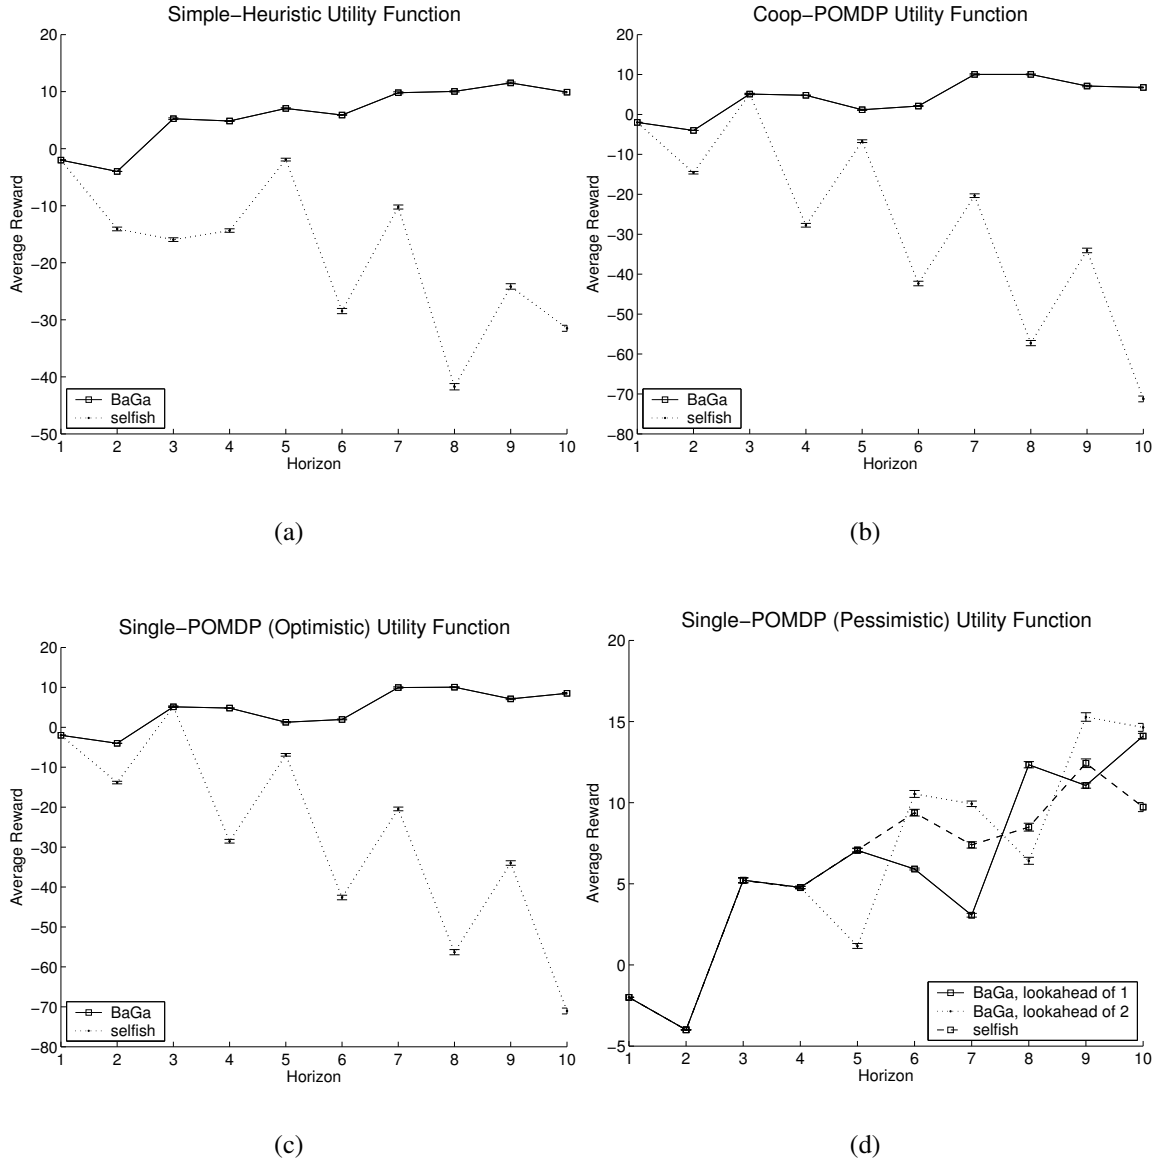 Simple−Heuristic Utility Function
20
10
0
−10
−20
−30
−40
−50
Average Reward
BaGa
selfish
1 2 3 4 5 6 7 8 9 10
Horizon
(a)
Coop−POMDP Utility Function
20
10
0
−10
−20
−30
−40
−50
−60
−70
−80
Average Reward
BaGa
selfish
1 2 3 4 5 6 7 8 9 10
Horizon
(b)
Single−POMDP (Optimistic) Utility Function
20
10
0
−10
−20
−30
−40
−50
−60
−70
−80
Average Reward
BaGa
selfish
1 2 3 4 5 6 7 8 9 10
Horizon
(c)
Single−POMDP (Pessimistic) Utility Function
20
15
10
5
0
−5
Average Reward
BaGa, lookahead of 1
BaGa, lookahead of 2
selfish
1 2 3 4 5 6 7 8 9 10
Horizon
(d)